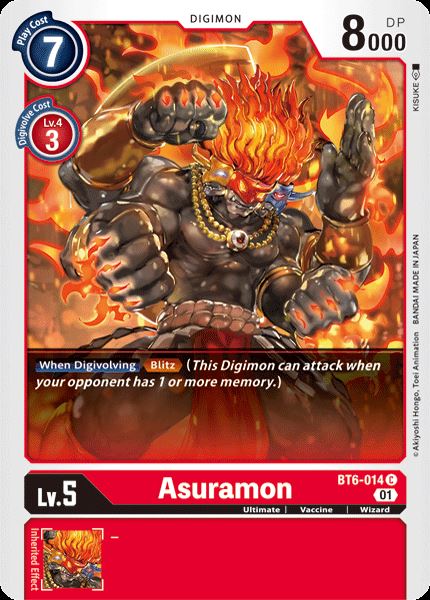 DIGIMON
Play Cost
7
DP
8000
Digivolve Cost
Lv.4
3
KISUKE
©Akiyoshi Hongo, Toei Animation BANDAI MADE IN JAPAN
When Digivolving Blitz (This Digimon can attack when
your opponent has 1 or more memory.)
BT6-014 C
Lv.5
Asuramon
01
Ultimate | Vaccine | Wizard
Inherited Effect
–